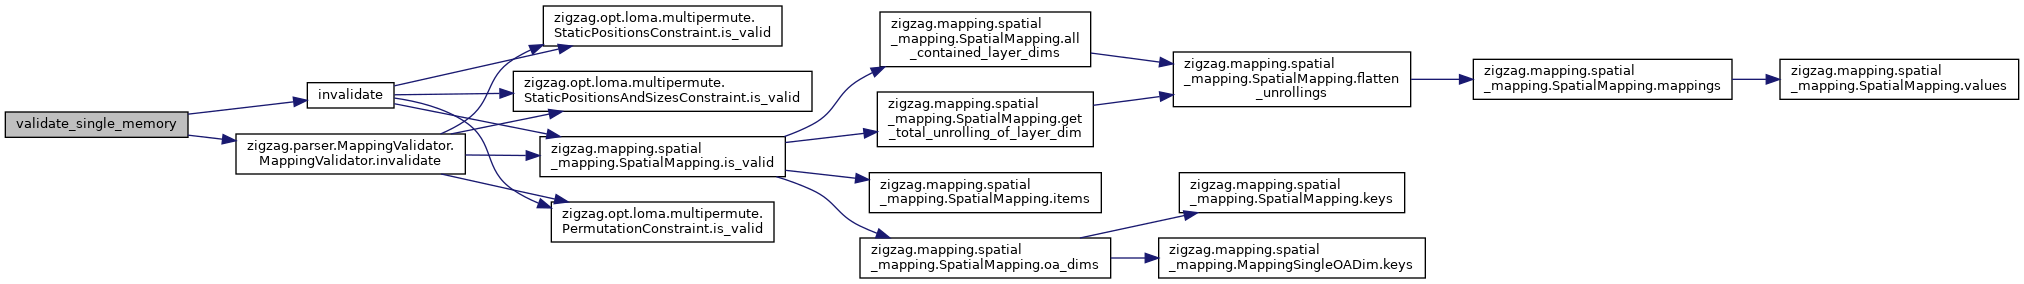 validate_single_memory
invalidate
zigzag.parser.MappingValidator.
MappingValidator.invalidate
zigzag.opt.loma.multipermute.
StaticPositionsConstraint.is_valid
zigzag.opt.loma.multipermute.
StaticPositionsAndSizesConstraint.is_valid
zigzag.mapping.spatial
_mapping.SpatialMapping.is_valid
zigzag.opt.loma.multipermute.
PermutationConstraint.is_valid
zigzag.mapping.spatial
_mapping.SpatialMapping.all
_contained_layer_dims
zigzag.mapping.spatial
_mapping.SpatialMapping.get
_total_unrolling_of_layer_dim
zigzag.mapping.spatial
_mapping.SpatialMapping.items
zigzag.mapping.spatial
_mapping.SpatialMapping.oa_dims
zigzag.mapping.spatial
_mapping.SpatialMapping.flatten
_unrollings
zigzag.mapping.spatial
_mapping.SpatialMapping.keys
zigzag.mapping.spatial
_mapping.MappingSingleOADim.keys
zigzag.mapping.spatial
_mapping.SpatialMapping.mappings
zigzag.mapping.spatial
_mapping.SpatialMapping.values